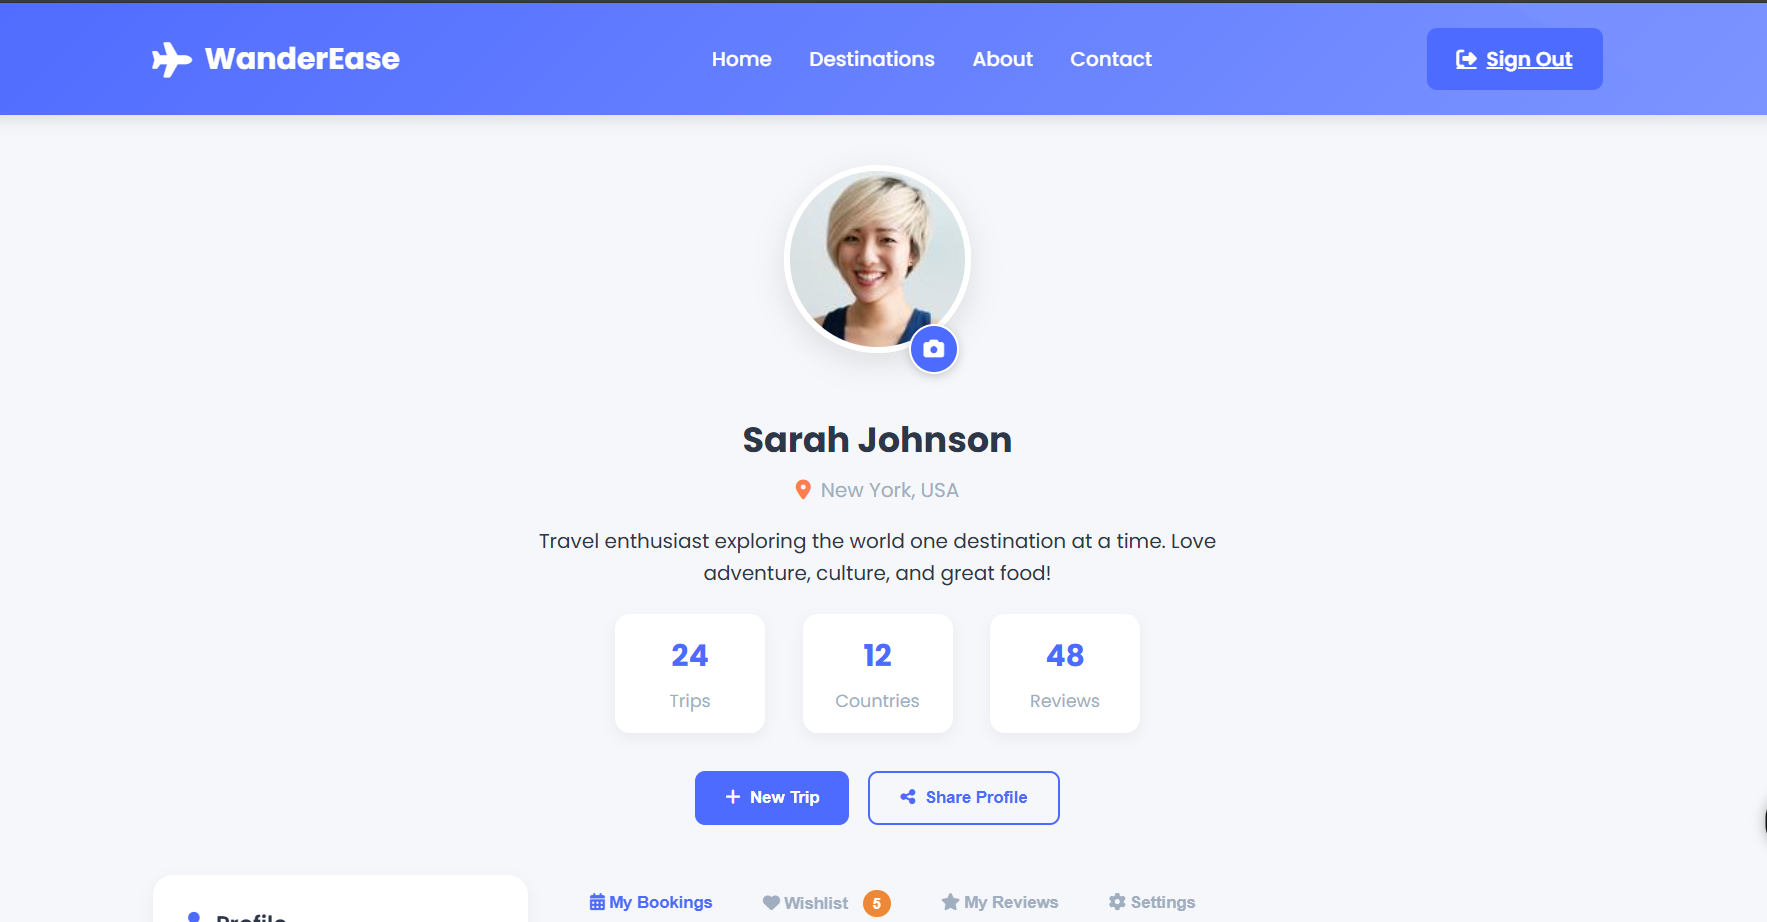 WanderEase
Home Destinations About Contact
Sign Out
Sarah Johnson
New York, USA
Travel enthusiast exploring the world one destination at a time. Love
adventure, culture, and great food!
24 12 48
Trips Countries Reviews
New Trip Share Profile
Profile
My Bookings Wishlist 5 My Reviews Settings